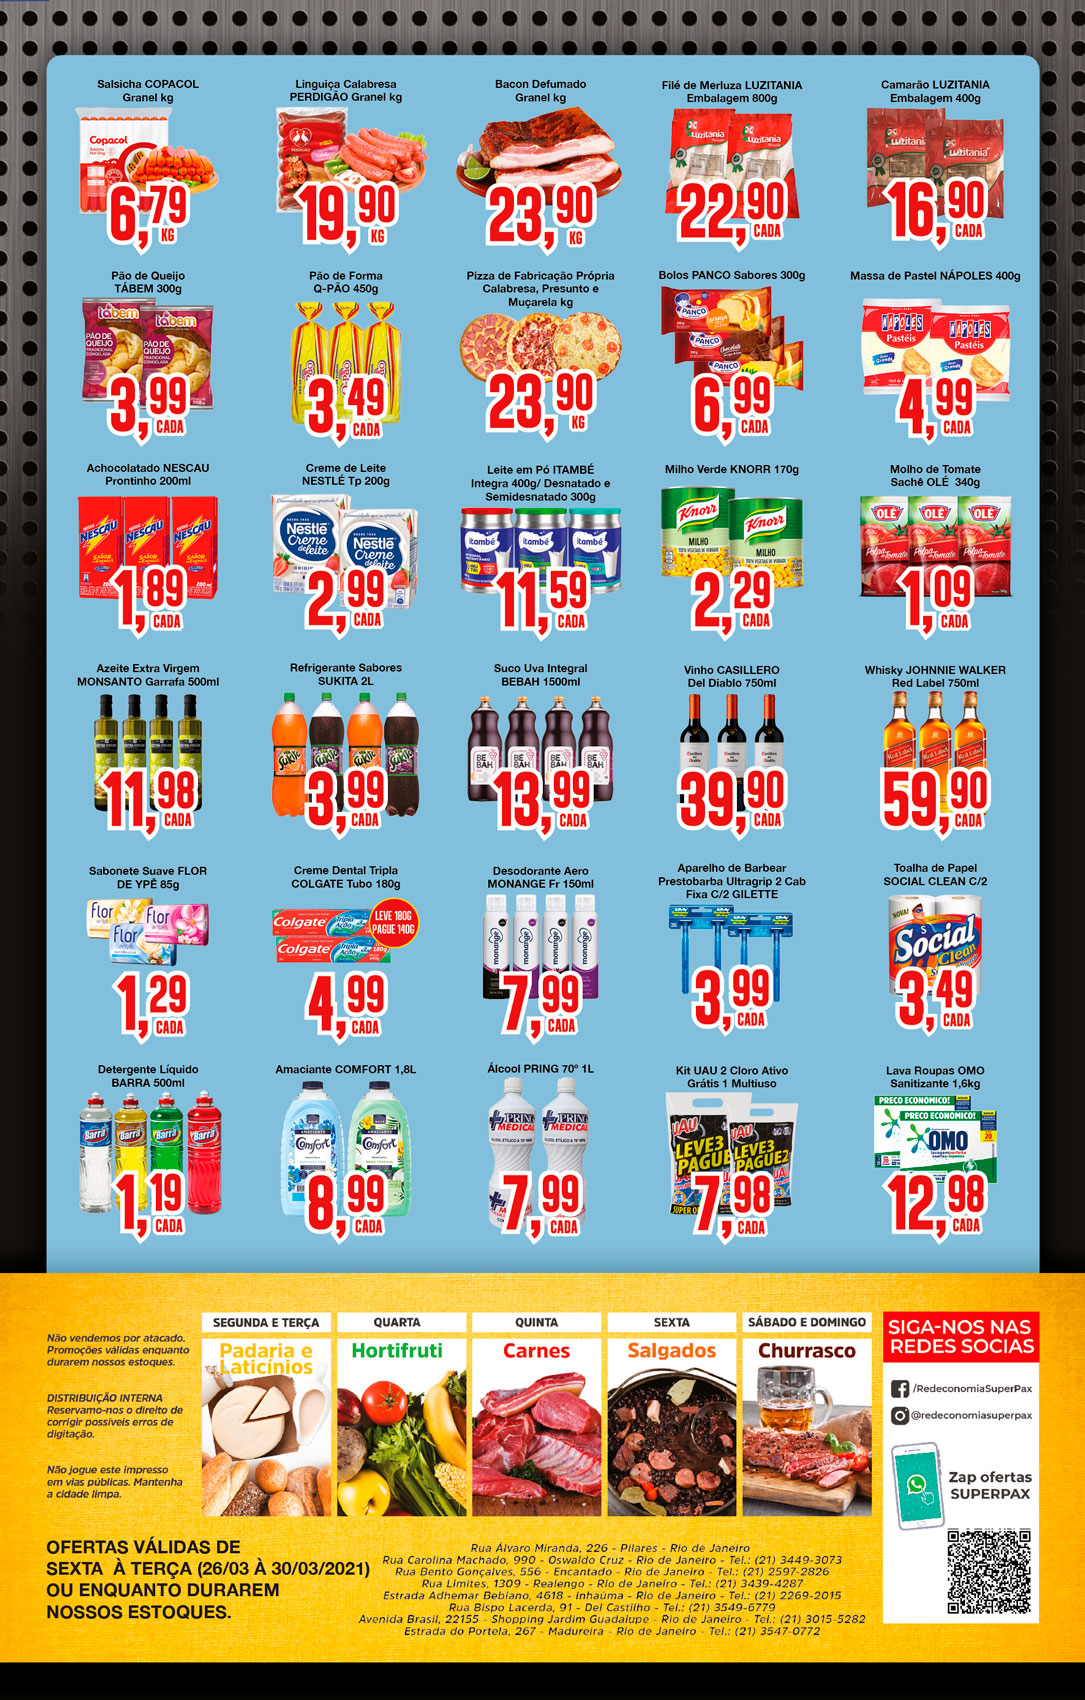 Salsicha COPACOL
Granel kg
6,79
KG
Linguiça Calabresa
PERDIGÃO Granel kg
19,90
KG
Bacon Defumado
Granel kg
23,90
KG
Filé de Merluza LUZITANIA
Embalagem 800g
22,90
CADA
Camarão LUZITANIA
Embalagem 400g
16,90
CADA
Pão de Queijo
TÁBEM 300g
3,99
CADA
Pão de Forma
Q-PÃO 450g
3,49
CADA
Pizza de Fabricação Própria
Calabresa, Presunto e
Muçarela kg
23,90
KG
Bolos PANCO Sabores 300g
6,99
CADA
Massa de Pastel NÁPOLES 400g
4,99
CADA
Achocolatado NESCAU
Prontinho 200ml
1,89
CADA
Creme de Leite
NESTLÉ Tp 200g
2,99
CADA
Leite em Pó ITAMBÉ
Integra 400g/ Desnatado e
Semidesnatado 300g
11,59
CADA
Milho Verde KNORR 170g
2,29
CADA
Molho de Tomate
Sachê OLÉ 340g
1,09
CADA
Azeite Extra Virgem
MONSANTO Garrafa 500ml
11,98
CADA
Refrigerante Sabores
SUKITA 2L
3,99
CADA
Suco Uva Integral
BEBAH 1500ml
13,99
CADA
Vinho CASILLERO
Del Diablo 750ml
39,90
CADA
Whisky JOHNNIE WALKER
Red Label 750ml
59,90
CADA
Sabonete Suave FLOR
DE YPÊ 85g
1,29
CADA
Creme Dental Tripla
COLGATE Tubo 180g
LEVE 180G
PAGUE 140G
4,99
CADA
Desodorante Aero
MONANGE Fr 150ml
7,99
CADA
Aparelho de Barbear
Prestobarba Ultragrip 2 Cab
Fixa C/2 GILETTE
3,99
CADA
Toalha de Papel
SOCIAL CLEAN C/2
3,49
CADA
Detergente Líquido
BARRA 500ml
1,19
CADA
Amaciante COMFORT 1,8L
8,99
CADA
Álcool PRING 70º 1L
7,99
CADA
Kit UAU 2 Cloro Ativo
Grátis 1 Multiuso
7,98
CADA
Lava Roupas OMO
Sanitizante 1,6kg
12,98
CADA
Não vendemos por atacado.
Promoções válidas enquanto
durarem nossos estoques.
DISTRIBUIÇÃO INTERNA
Reservamo-nos o direito de
corrigir possíveis erros de
digitação.
Não jogue este impresso
em vias públicas. Mantenha
a cidade limpa.
SEGUNDA E TERÇA
Padaria e
Laticínios
QUARTA
Hortifruti
QUINTA
Carnes
SEXTA
Salgados
SÁBADO E DOMINGO
Churrasco
SIGA-NOS NAS
REDES SOCIAS
/RedeconomiaSuperPax
@redeconomiasuperpax
Zap ofertas
SUPERPAX
OFERTAS VÁLIDAS DE
SEXTA À TERÇA (26/03 À 30/03/2021)
OU ENQUANTO DURAREM
NOSSOS ESTOQUES.
Rua Álvaro Miranda, 226 - Pilares - Rio de Janeiro
Rua Carolina Machado, 990 - Oswaldo Cruz - Rio de Janeiro - Tel.: (21) 3449-3073
Rua Bento Gonçalves, 556 - Encantado - Rio de Janeiro - Tel.: (21) 2597-2826
Rua Limites, 1309 - Realengo - Rio de Janeiro - Tel.: (21) 3439-4287
Estrada Adhemar Bebiano, 4618 - Inhaúma - Rio de Janeiro - Tel.: (21) 2269-2015
Rua Bispo Lacerda, 91 - Del Castilho - Tel.: (21) 3549-6779
Avenida Brasil, 22155 - Shopping Jardim Guadalupe - Rio de Janeiro - Tel.: (21) 3015-5282
Estrada do Portela, 267 - Madureira - Rio de Janeiro - Tel.: (21) 3547-0772